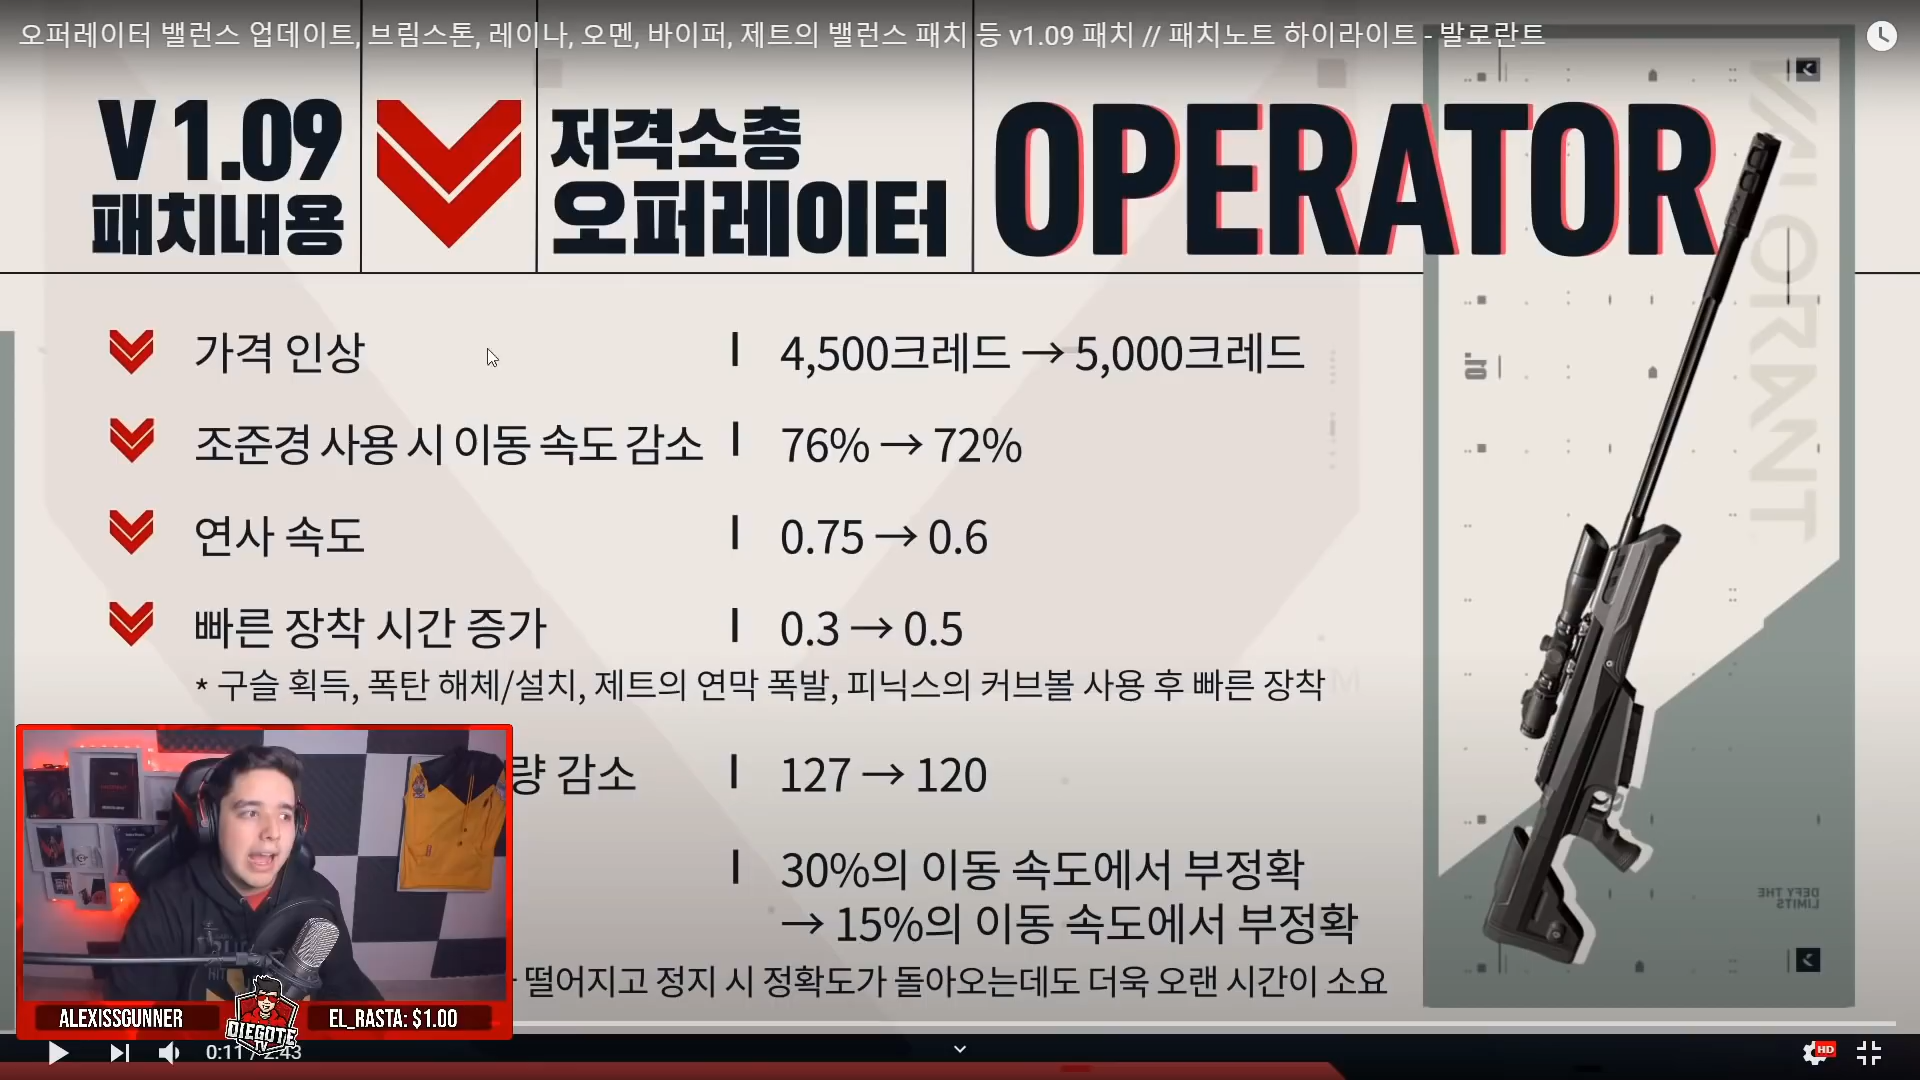 오퍼레이터 밸런스 업데이트, 브림스톤, 레이나, 오멘, 바이퍼, 제트의 밸런스 패치 등 v1.09 패치 // 패치노트 하이라이트 - 발로란트
V 1.09
패치내용
저격소총
오퍼레이터
OPERATOR
VALORANT
가격 인상 | 4,500크레드 → 5,000크레드
조준경 사용 시 이동 속도 감소 | 76% → 72%
연사 속도 | 0.75 → 0.6
빠른 장착 시간 증가 | 0.3 → 0.5
* 구슬 획득, 폭탄 해체/설치, 제트의 연막 폭발, 피닉스의 커브볼 사용 후 빠른 장착
량 감소 | 127 → 120
| 30%의 이동 속도에서 부정확
→ 15%의 이동 속도에서 부정확
떨어지고 정지 시 정확도가 돌아오는데도 더욱 오랜 시간이 소요
DEFY THE
LIMITS
ALEXISSGUNNER
DIEGOTE
TV
EL_RASTA: $1.00
0:11 / 2:43
HD